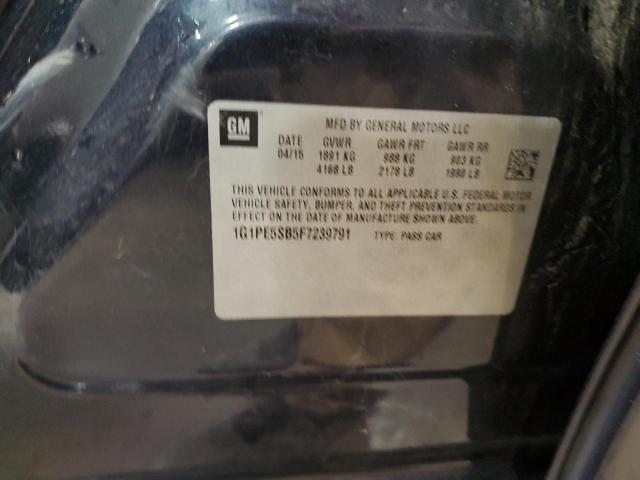 GM
MFD BY GENERAL MOTORS LLC
DATE GVWR GAWR FRT GAWR RR
04/15 1891 KG 988 KG 903 KG
4168 LB 2178 LB 1990 LB
THIS VEHICLE CONFORMS TO ALL APPLICABLE U.S. FEDERAL MOTOR
VEHICLE SAFETY, BUMPER, AND THEFT PREVENTION STANDARDS IN
EFFECT ON THE DATE OF MANUFACTURE SHOWN ABOVE.
1G1PE5SB5F7239791 TYPE: PASS CAR